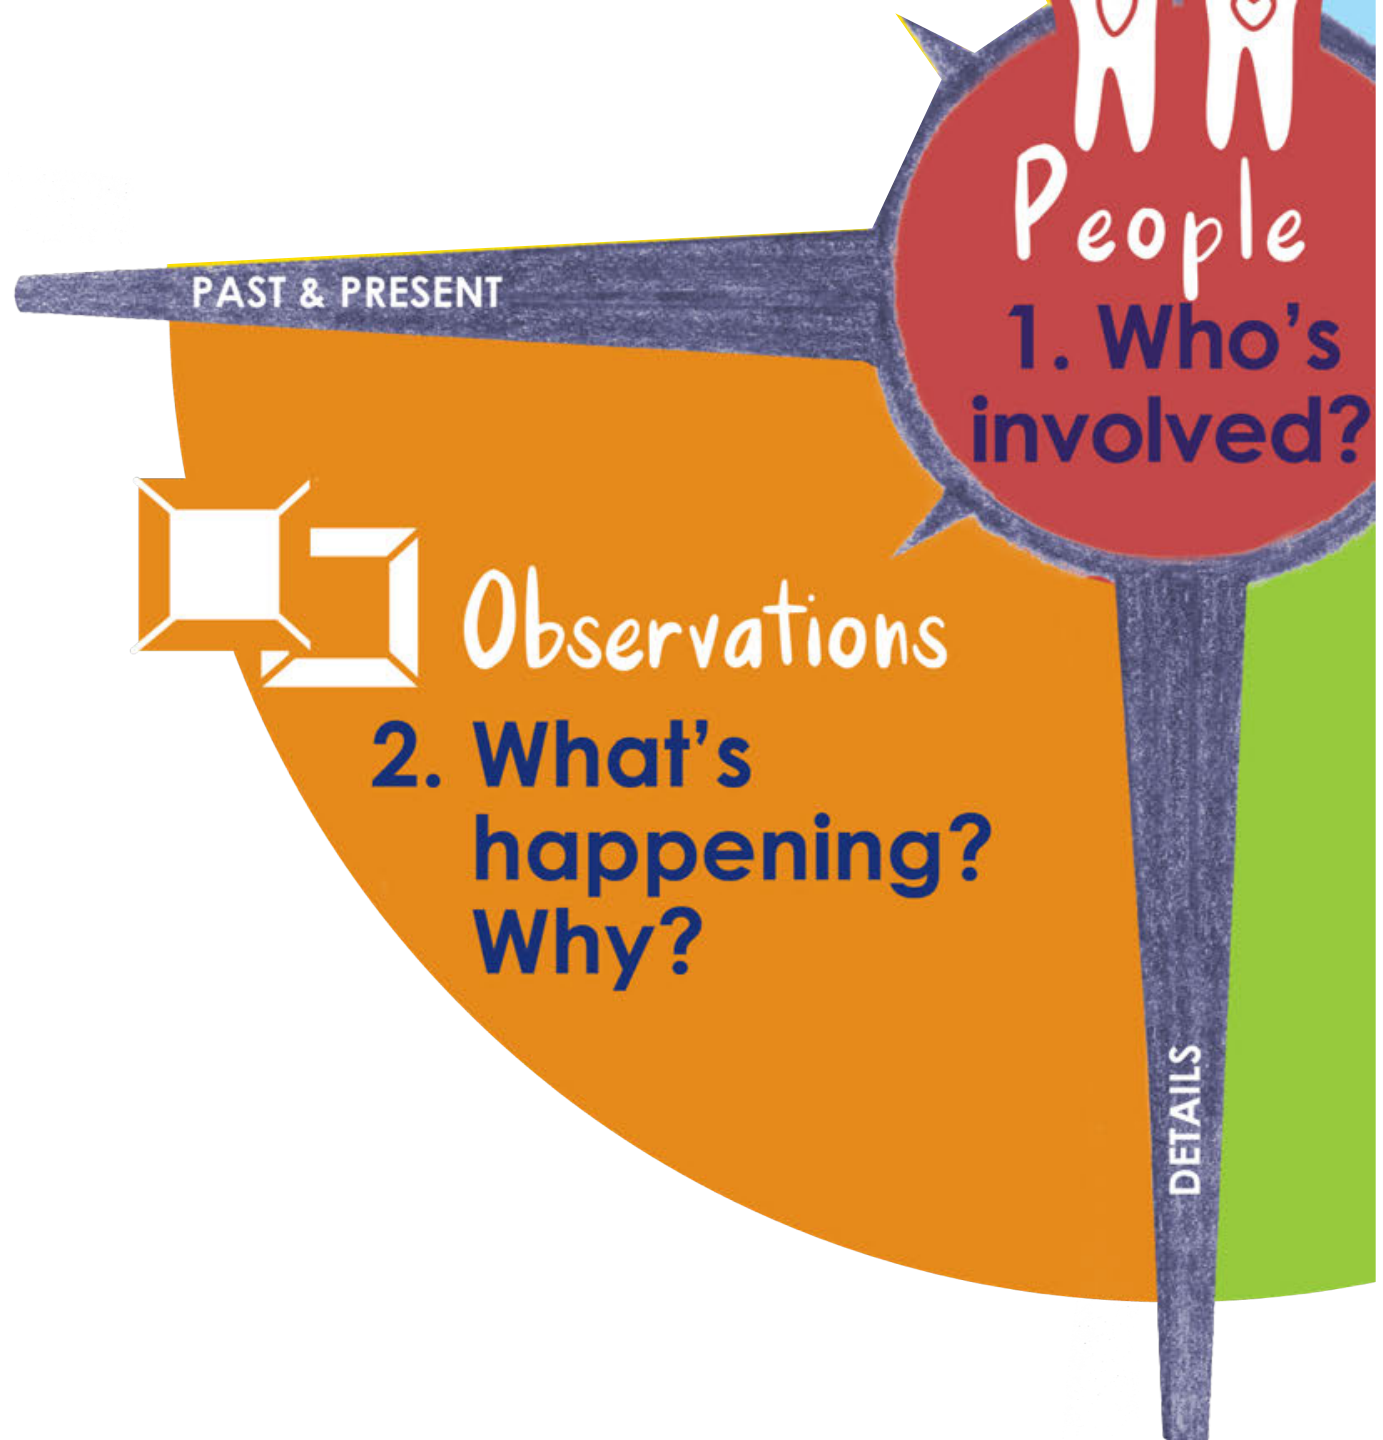 People
1. Who's
involved?
PAST & PRESENT
Observations
2. What's
happening?
Why?
DETAILS